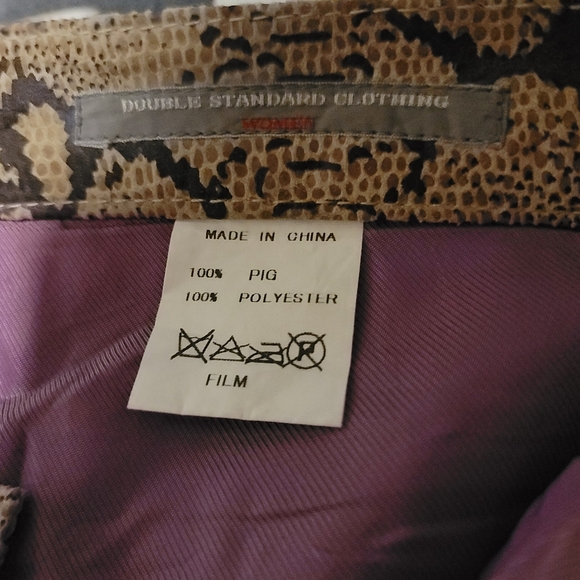 DOUBLE STANDARD CLOTHING
WOMEN
MADE IN CHINA
100% PIG
100% POLYESTER
P
FILM